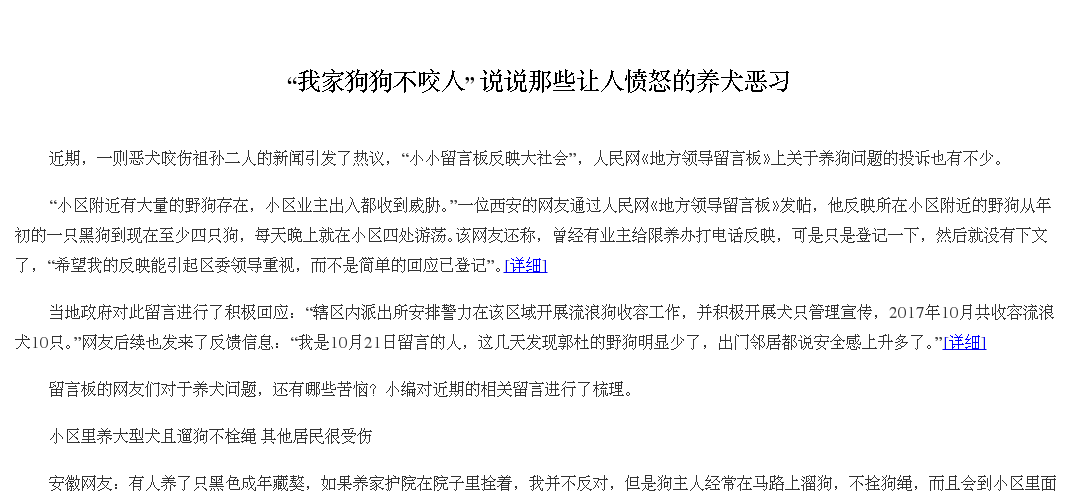 “我家狗狗不咬人” 说说那些让人愤怒的养犬恶习
近期，一则恶犬咬伤祖孙二人的新闻引发了热议，“小小留言板反映大社会”，人民网《地方领导留言板》上关于养狗问题的投诉也有不少。
“小区附近有大量的野狗存在，小区业主出入都收到威胁。”一位西安的网友通过人民网《地方领导留言板》发帖，他反映所在小区附近的野狗从年
初的一只黑狗到现在至少四只狗，每天晚上就在小区四处游荡。该网友还称，曾经有业主给限养办打电话反映，可是只是登记一下，然后就没有下文
了，“希望我的反映能引起区委领导重视，而不是简单的回应已登记”。[详细]
当地政府对此留言进行了积极回应：“辖区内派出所安排警力在该区域开展流浪狗收容工作，并积极开展犬只管理宣传，2017年10月共收容流浪
犬10只。”网友后续也发来了反馈信息：“我是10月21日留言的人，这几天发现郭杜的野狗明显少了，出门邻居都说安全感上升多了。”[详细]
留言板的网友们对于养犬问题，还有哪些苦恼？小编对近期的相关留言进行了梳理。
小区里养大型犬且遛狗不栓绳 其他居民很受伤
安徽网友：有人养了只黑色成年藏獒，如果养家护院在院子里拴着，我并不反对，但是狗主人经常在马路上溜狗，不拴狗绳，而且会到小区里面